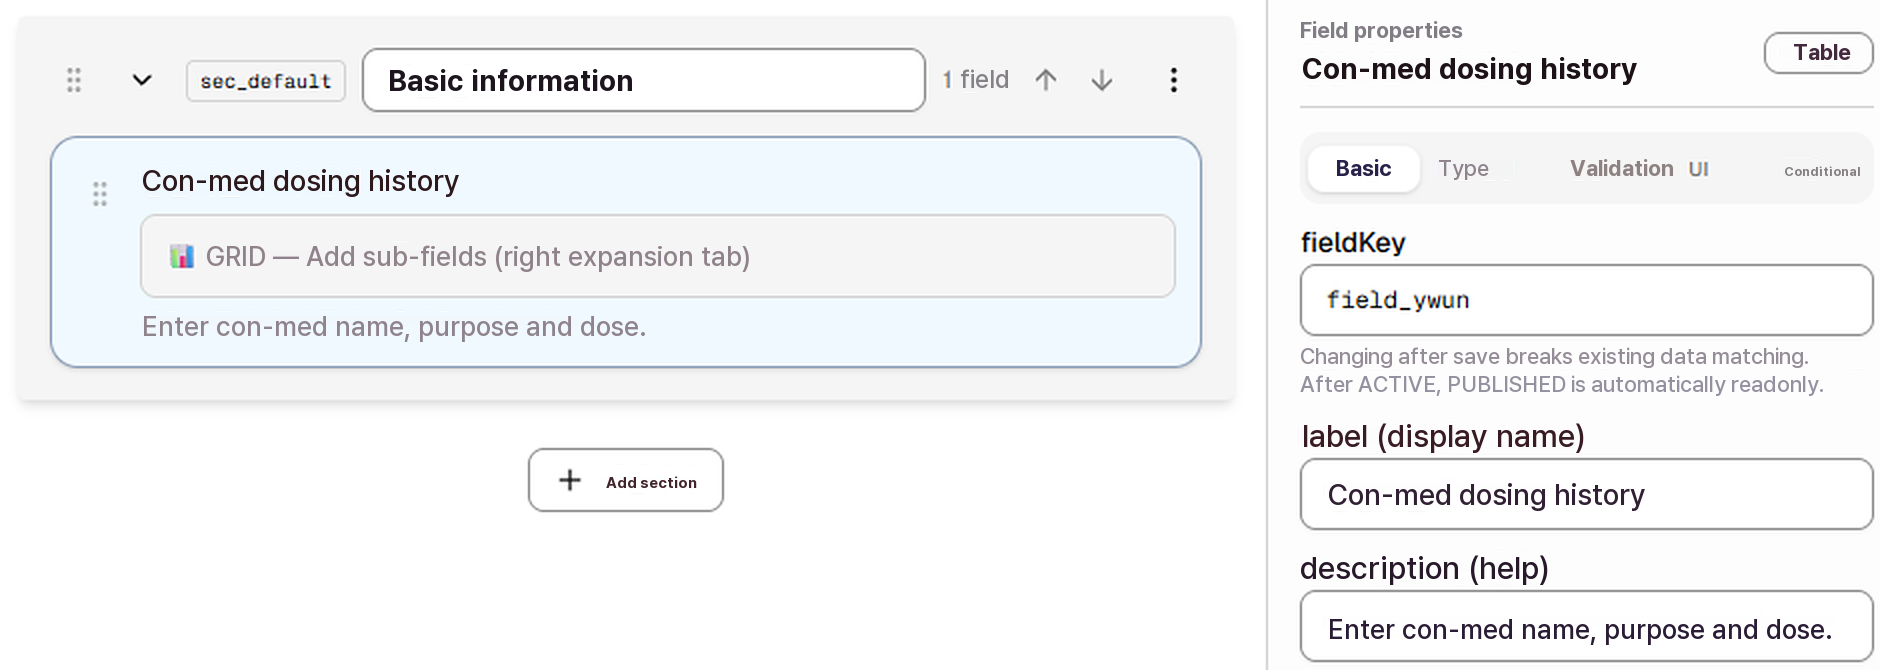 sec_default
Basic information
1 field
Con-med dosing history
GRID — Add sub-fields (right expansion tab)
Enter con-med name, purpose and dose.
Add section
Field properties
Con-med dosing history
Table
Basic
Type
Validation
UI
Conditional
fieldKey
field_ywun
Changing after save breaks existing data matching.
After ACTIVE, PUBLISHED is automatically readonly.
label (display name)
Con-med dosing history
description (help)
Enter con-med name, purpose and dose.